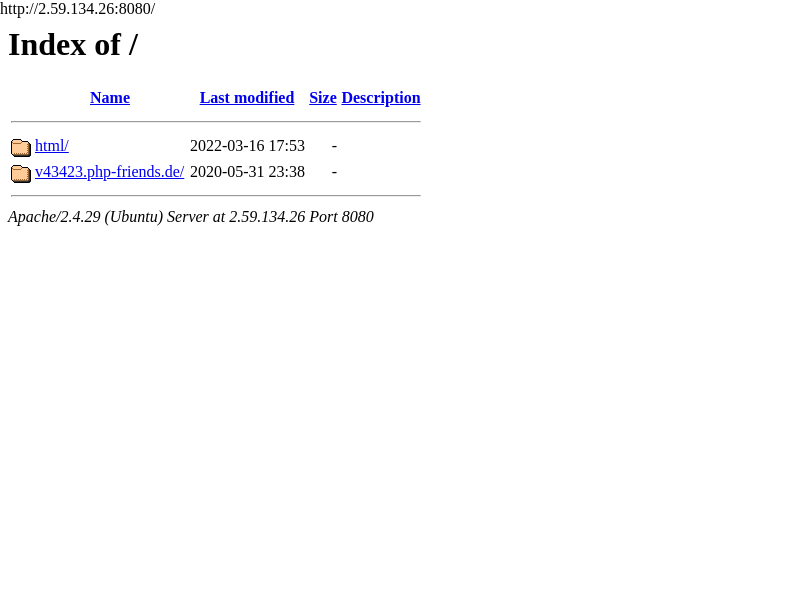 http://2.59.134.26:8080/
Index of /
Name Last modified Size Description
html/ 2022-03-16 17:53 -
v43423.php-friends.de/ 2020-05-31 23:38 -
Apache/2.4.29 (Ubuntu) Server at 2.59.134.26 Port 8080